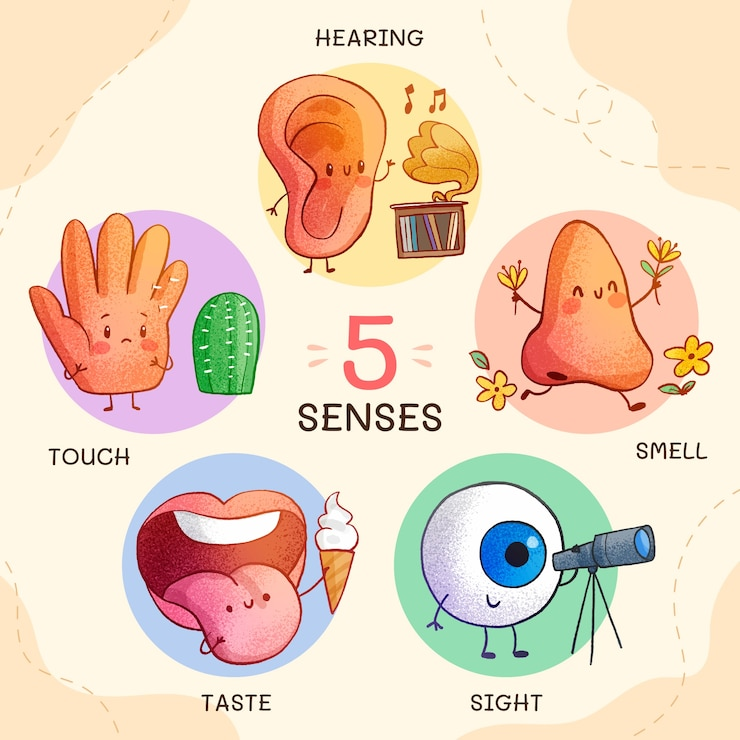 HEARING
5
SENSES
TOUCH
SMELL
TASTE
SIGHT